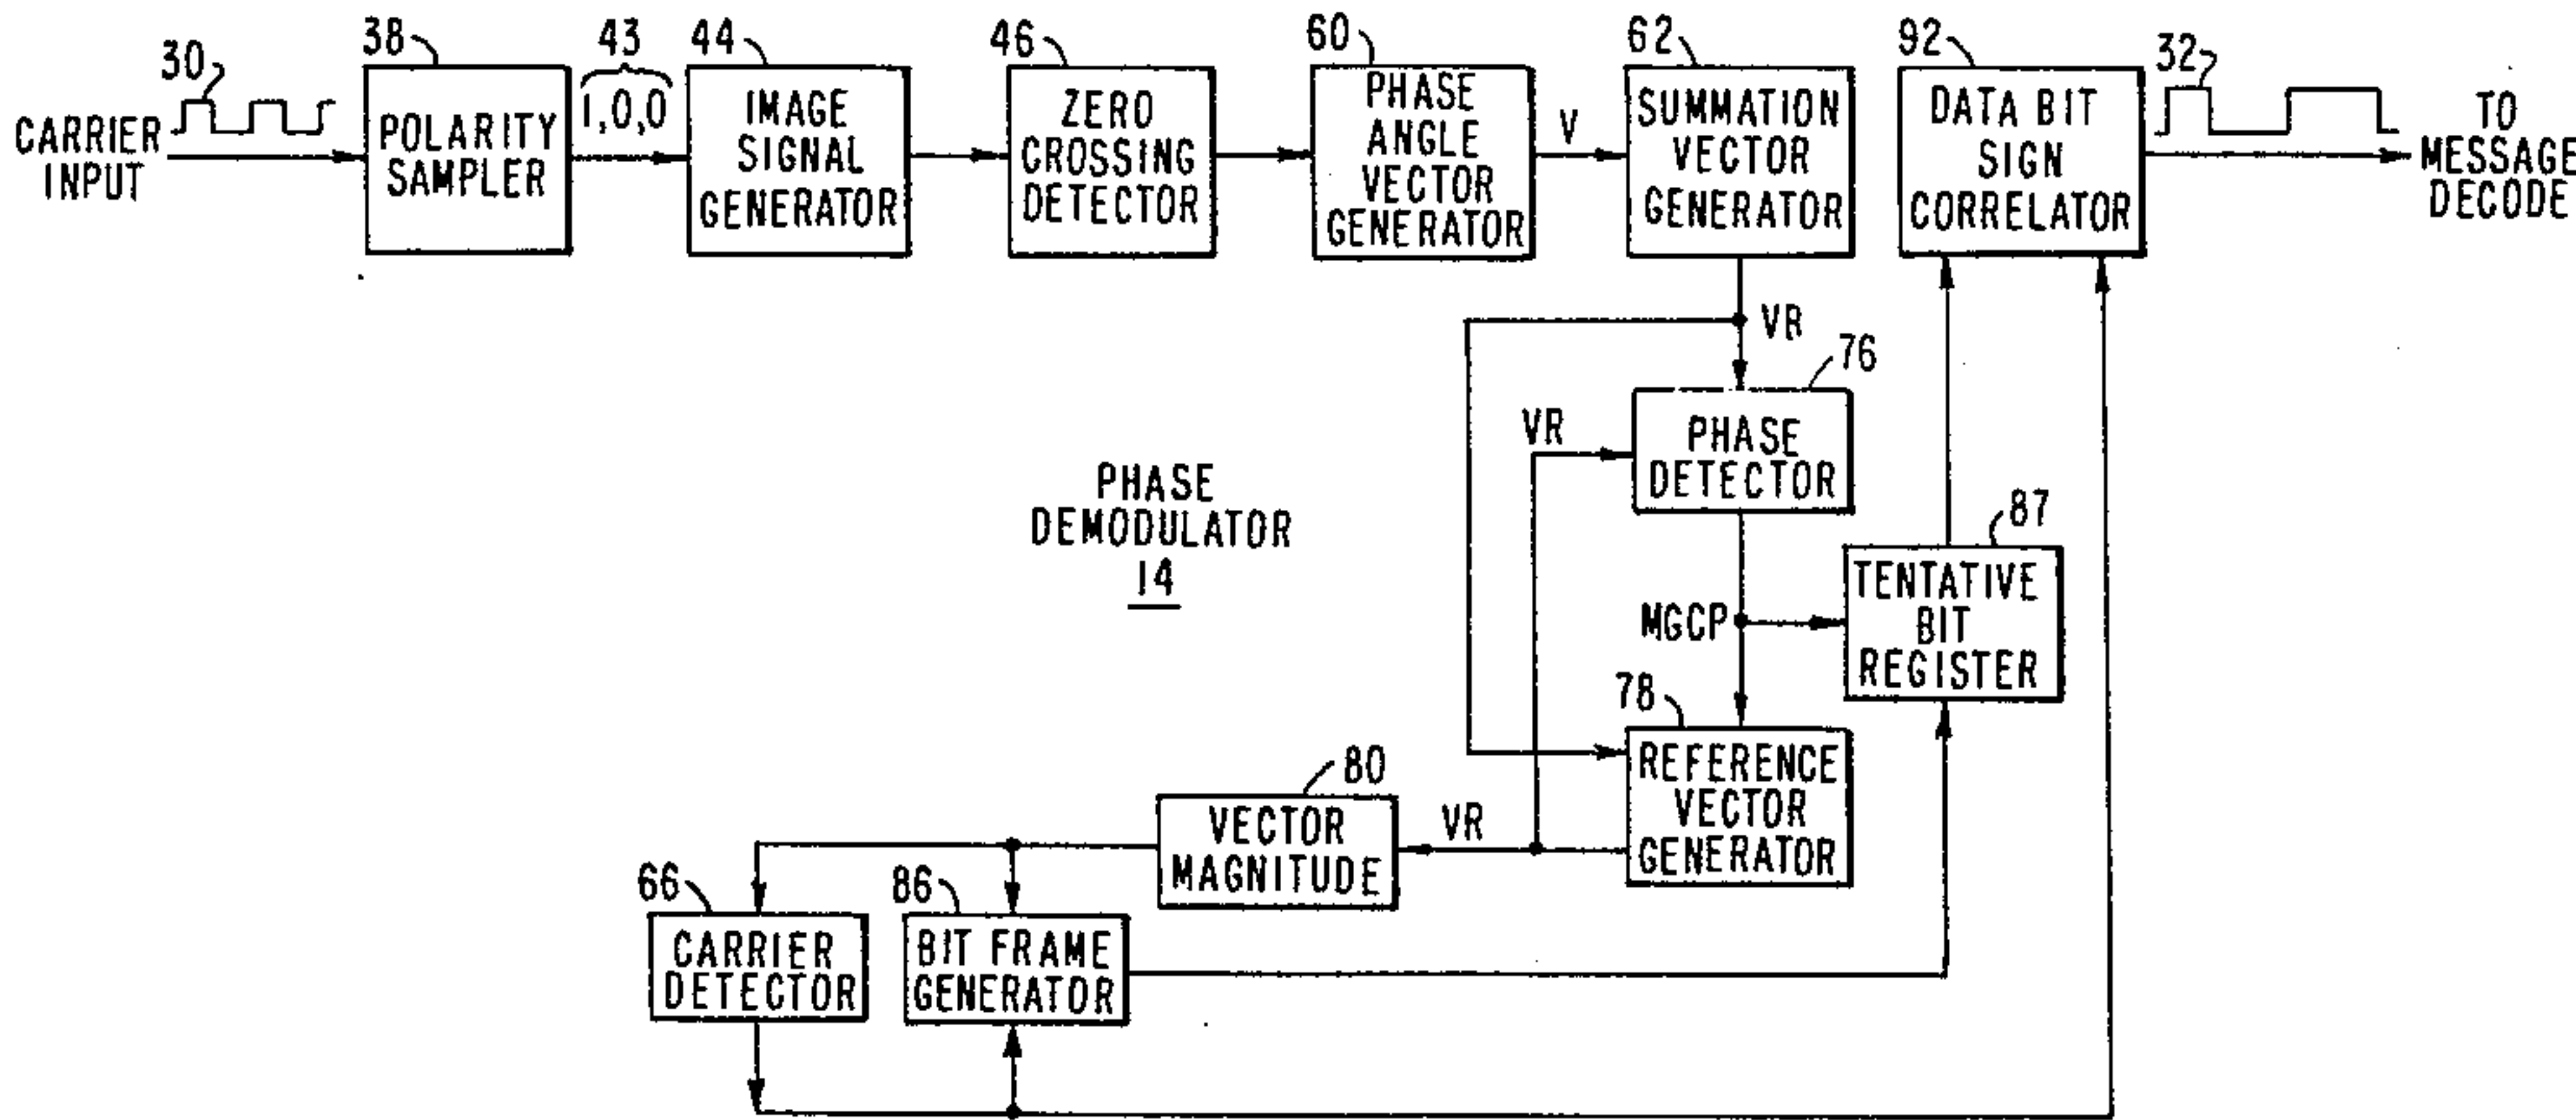 30
38
43
44
46
60
62
92
32
CARRIER
INPUT
POLARITY
SAMPLER
1,0,0
IMAGE
SIGNAL
GENERATOR
ZERO
CROSSING
DETECTOR
PHASE
ANGLE
VECTOR
GENERATOR
V
SUMMATION
VECTOR
GENERATOR
DATA BIT
SIGN
CORRELATOR
TO
MESSAGE
DECODE
VB
76
VR
PHASE
DETECTOR
PHASE
DEMODULATOR
14
87
MGCP
TENTATIVE
BIT
REGISTER
78
REFERENCE
VECTOR
GENERATOR
80
VECTOR
MAGNITUDE
VR
66
CARRIER
DETECTOR
86
BIT FRAME
GENERATOR